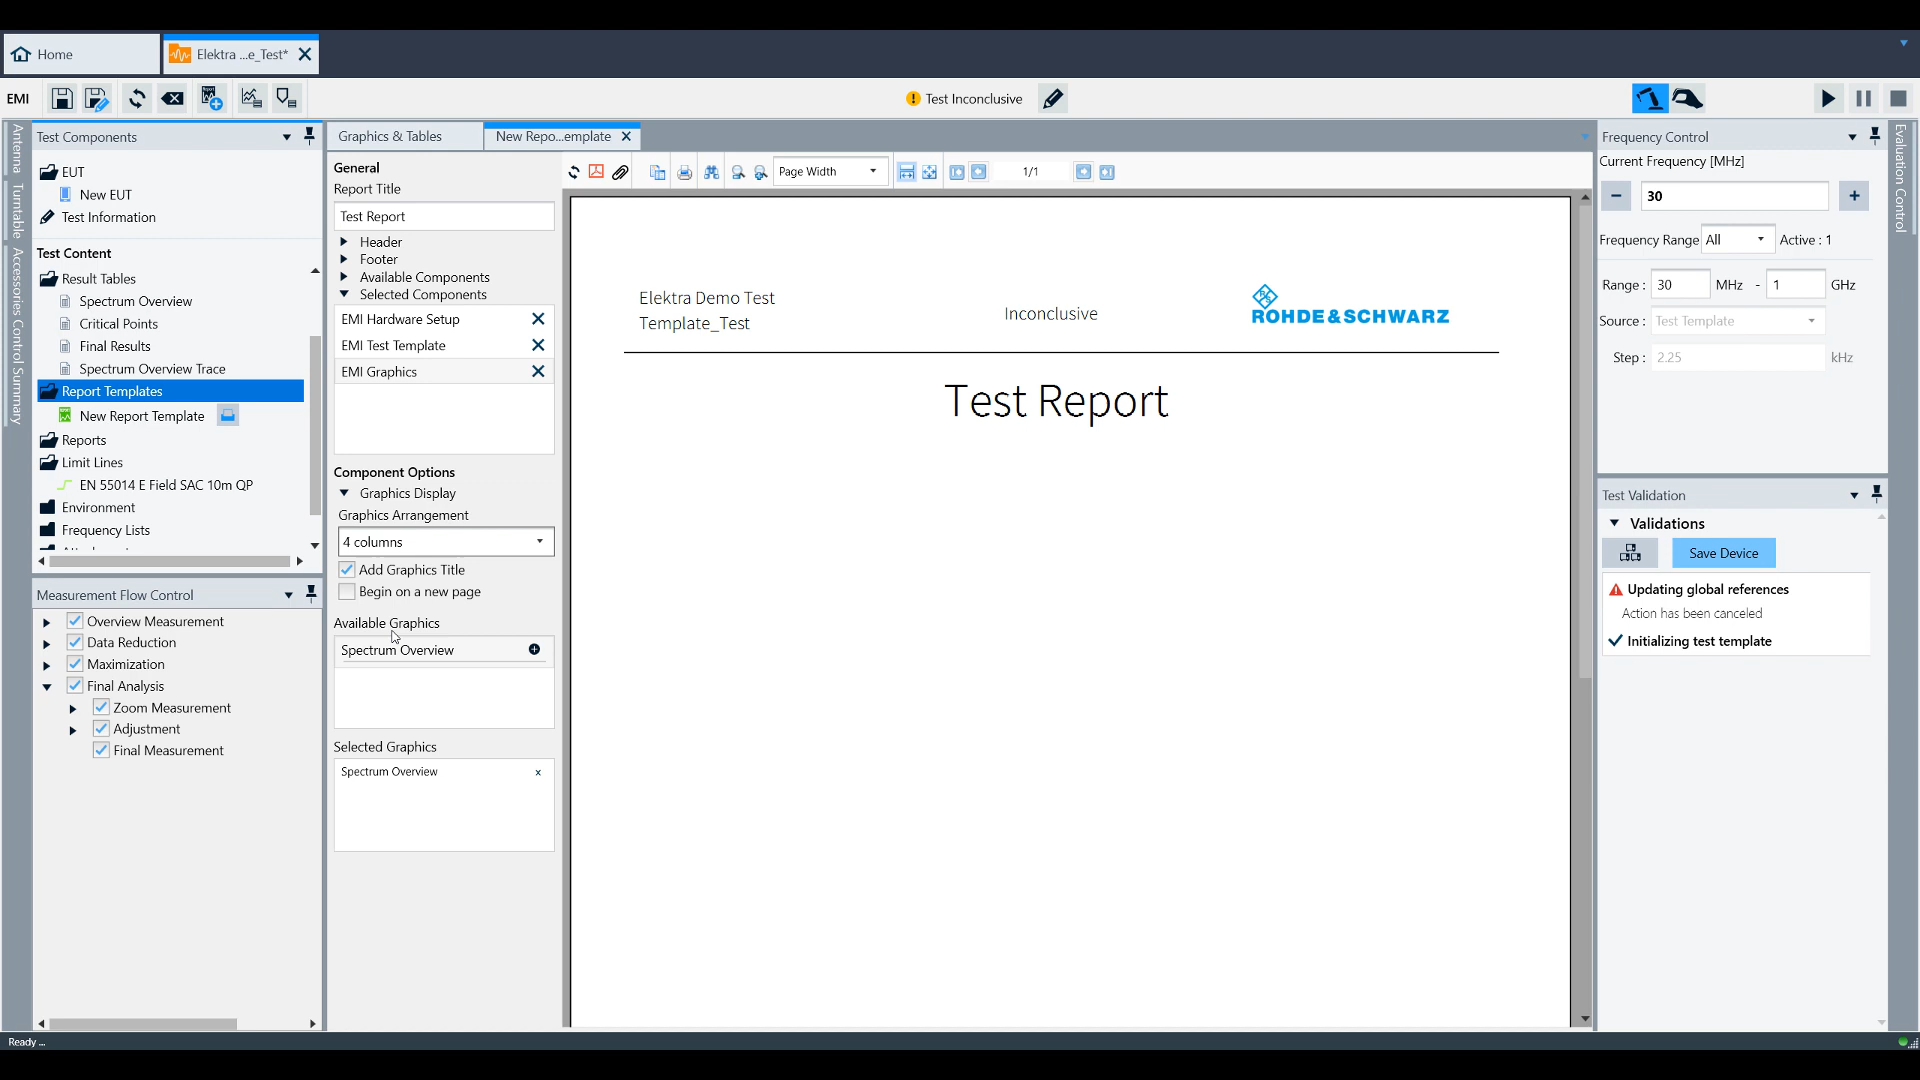 Home
Elektra ...e_Test*
EMI
Test Inconclusive
Antenna
Turntable
Accessories Control
Summary
Test Components
EUT
New EUT
Test Information
Test Content
Result Tables
Spectrum Overview
Critical Points
Final Results
Spectrum Overview Trace
Report Templates
New Report Template
Reports
Limit Lines
EN 55014 E Field SAC 10m QP
Environment
Frequency Lists
Measurement Flow Control
Overview Measurement
Data Reduction
Maximization
Final Analysis
Zoom Measurement
Adjustment
Final Measurement
Graphics & Tables
New Repo...emplate
General
Report Title
Test Report
Header
Footer
Available Components
Selected Components
EMI Hardware Setup
EMI Test Template
EMI Graphics
Component Options
Graphics Display
Graphics Arrangement
4 columns
Add Graphics Title
Begin on a new page
Available Graphics
Spectrum Overview
Selected Graphics
Spectrum Overview x
Page Width
1/1
Elektra Demo Test
Template_Test
Inconclusive
ROHDE&SCHWARZ
Test Report
Frequency Control
Current Frequency [MHz]
30
Frequency Range All Active : 1
Range : 30 MHz - 1 GHz
Source : Test Template
Step : 2.25 kHz
Test Validation
Validations
Save Device
Updating global references
Action has been canceled
Initializing test template
Evaluation Control
Ready ...